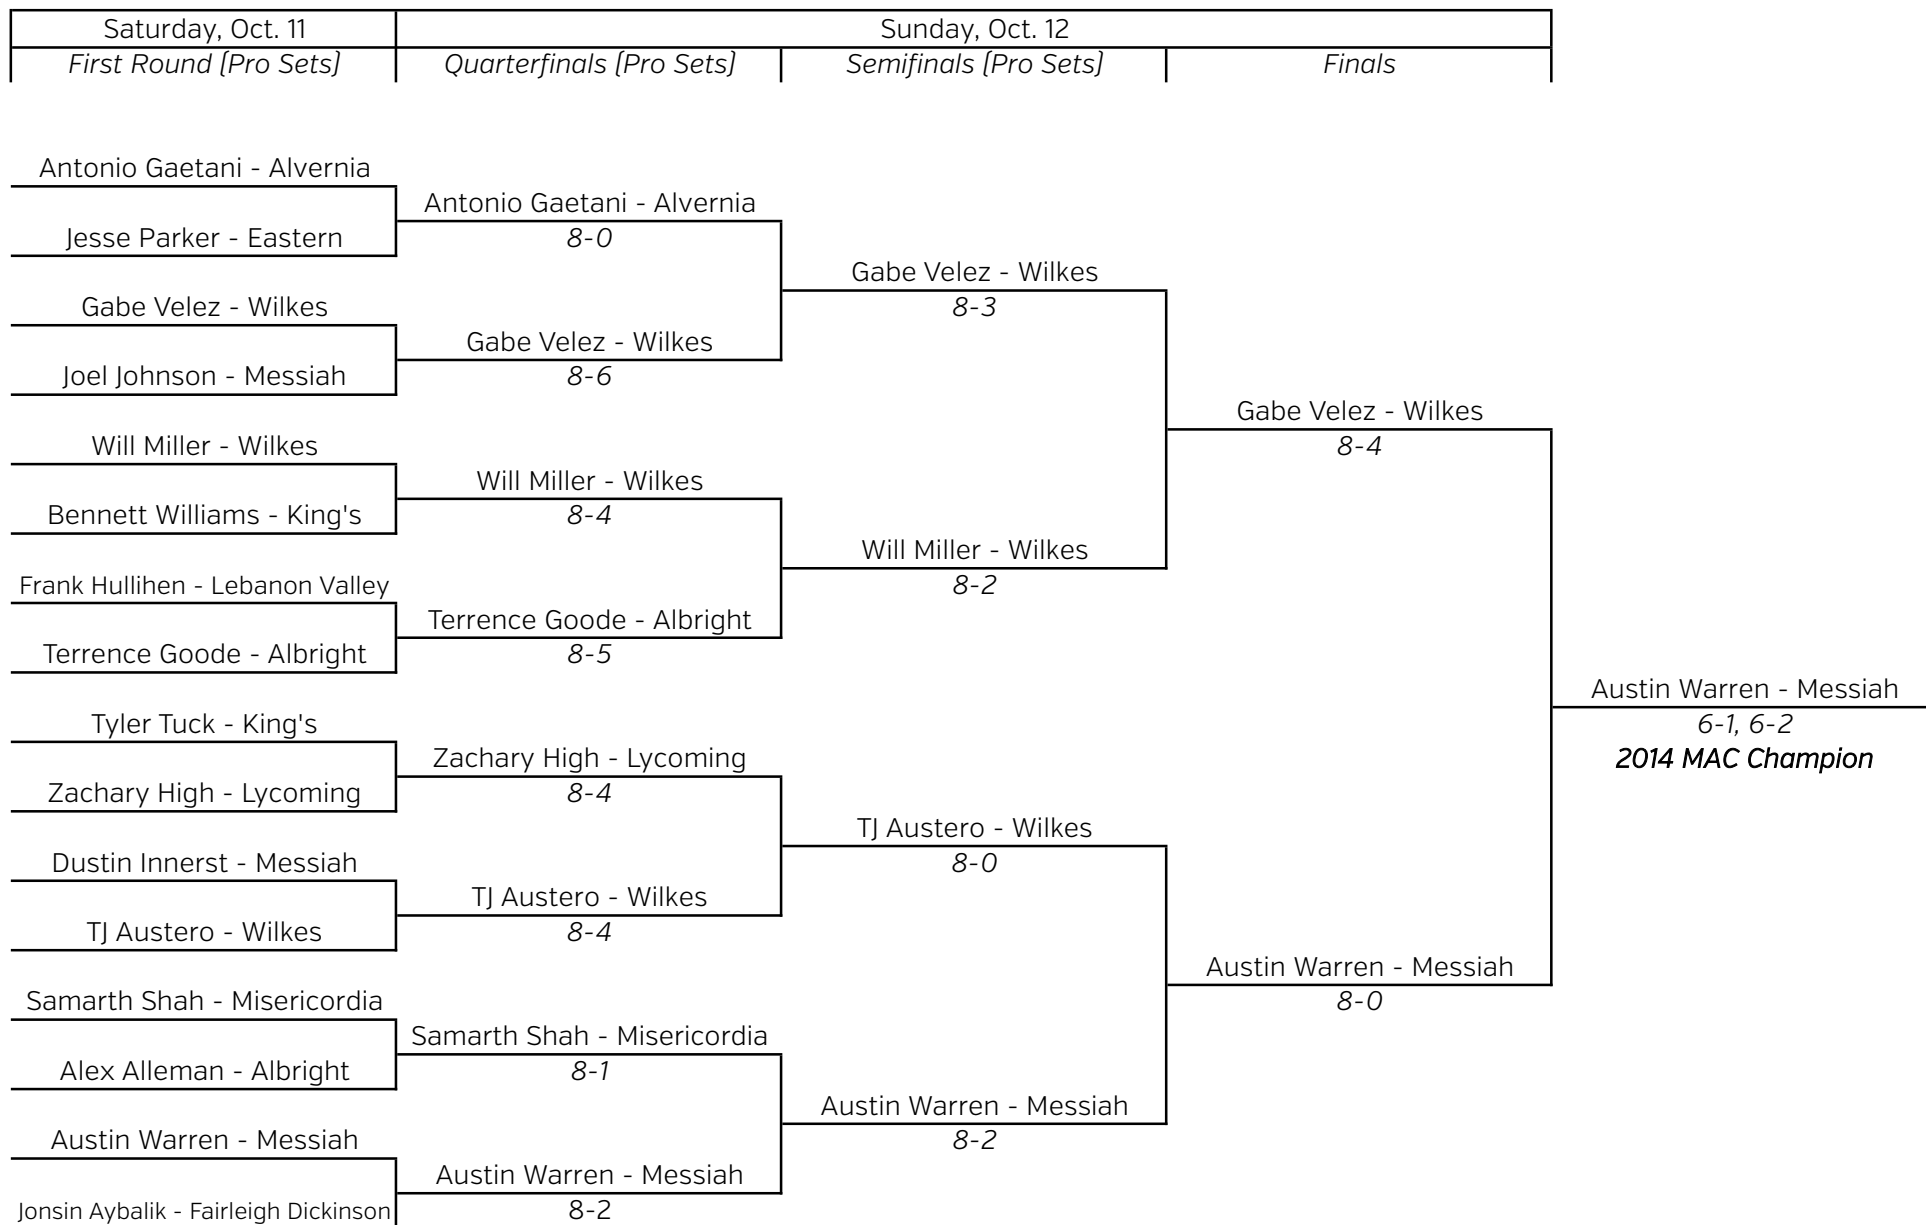 Saturday, Oct. 11
Sunday, Oct. 12
First Round (Pro Sets)
Quarterfinals (Pro Sets)
Semifinals (Pro Sets)
Finals
Antonio Gaetani - Alvernia
Jesse Parker - Eastern
Gabe Velez - Wilkes
Joel Johnson - Messiah
Will Miller - Wilkes
Bennett Williams - King's
Frank Hullihen - Lebanon Valley
Terrence Goode - Albright
Tyler Tuck - King's
Zachary High - Lycoming
Dustin Innerst - Messiah
TJ Austero - Wilkes
Samarth Shah - Misericordia
Alex Alleman - Albright
Austin Warren - Messiah
Jonsin Aybalik - Fairleigh Dickinson
Antonio Gaetani - Alvernia
8-0
Gabe Velez - Wilkes
8-6
Will Miller - Wilkes
8-4
Terrence Goode - Albright
8-5
Zachary High - Lycoming
8-4
TJ Austero - Wilkes
8-4
Samarth Shah - Misericordia
8-1
Austin Warren - Messiah
8-2
Gabe Velez - Wilkes
8-3
Will Miller - Wilkes
8-2
TJ Austero - Wilkes
8-0
Austin Warren - Messiah
8-2
Gabe Velez - Wilkes
8-4
Austin Warren - Messiah
8-0
Austin Warren - Messiah
6-1, 6-2
2014 MAC Champion